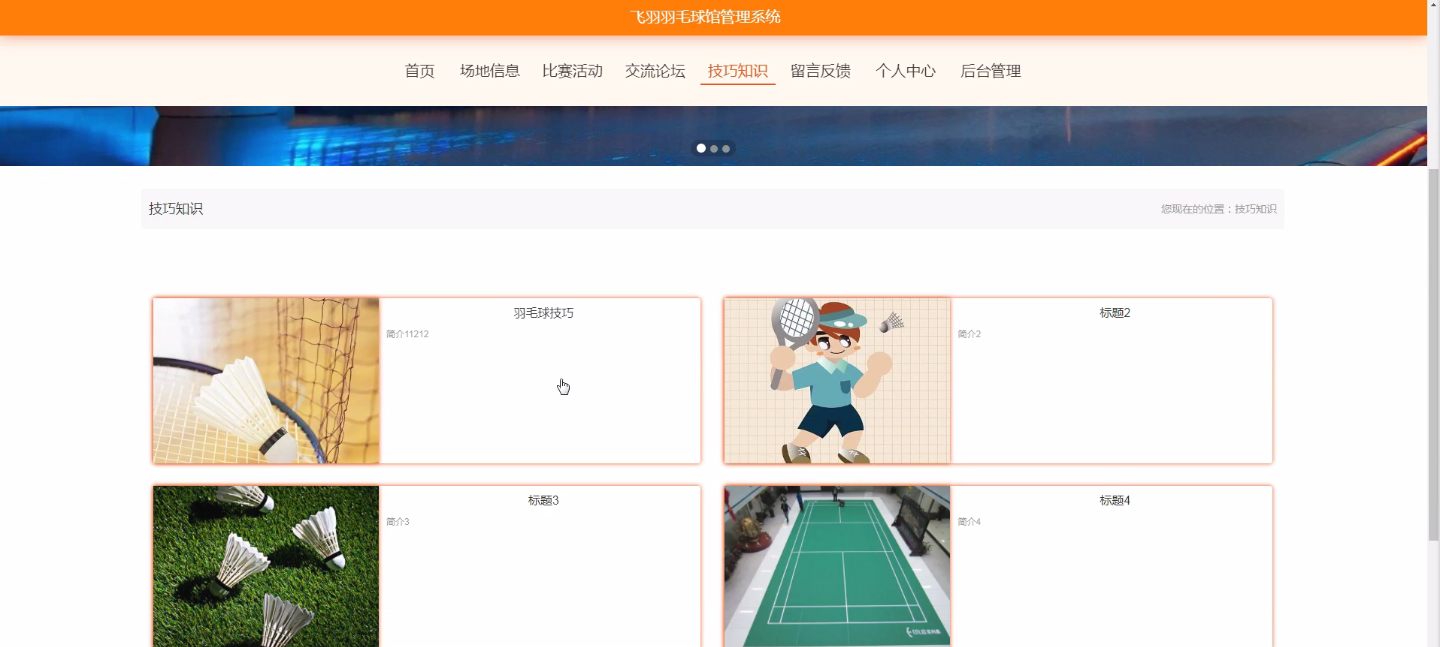 飞羽羽毛球馆管理系统
首页 场地信息 比赛活动 交流论坛 技巧知识 留言反馈 个人中心 后台管理
技巧知识
您现在的位置：技巧知识
羽毛球技巧
简介11212
标题2
简介2
标题3
简介3
标题4
简介4